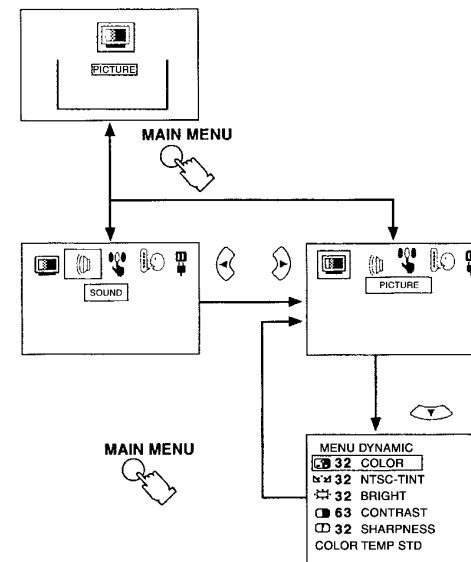 PICTURE
MAIN MENU
SOUND
PICTURE
MAIN MENU
MENU DYNAMIC
32 COLOR
32 NTSC-TINT
32 BRIGHT
63 CONTRAST
32 SHARPNESS
COLOR TEMP STD